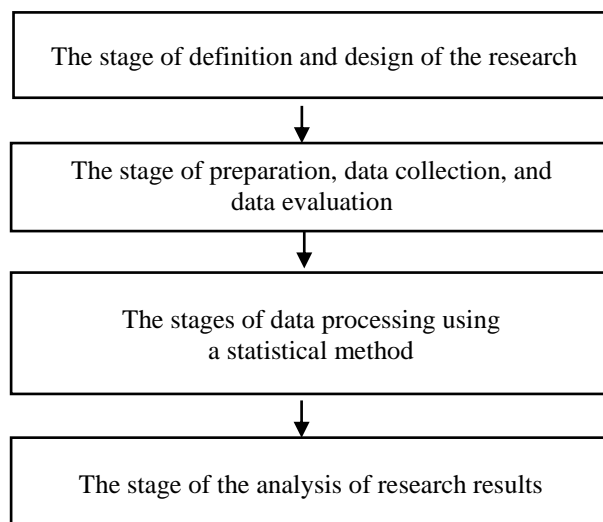 The stage of definition and design of the research
The stage of preparation, data collection, and
data evaluation
The stages of data processing using
a statistical method
The stage of the analysis of research results